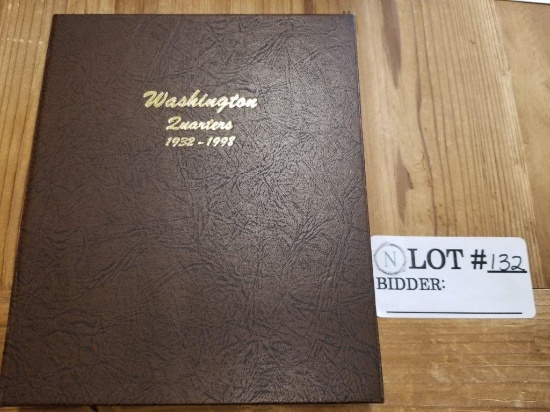 Washington
Quarters
1932-1998
N LOT #132
BIDDER: